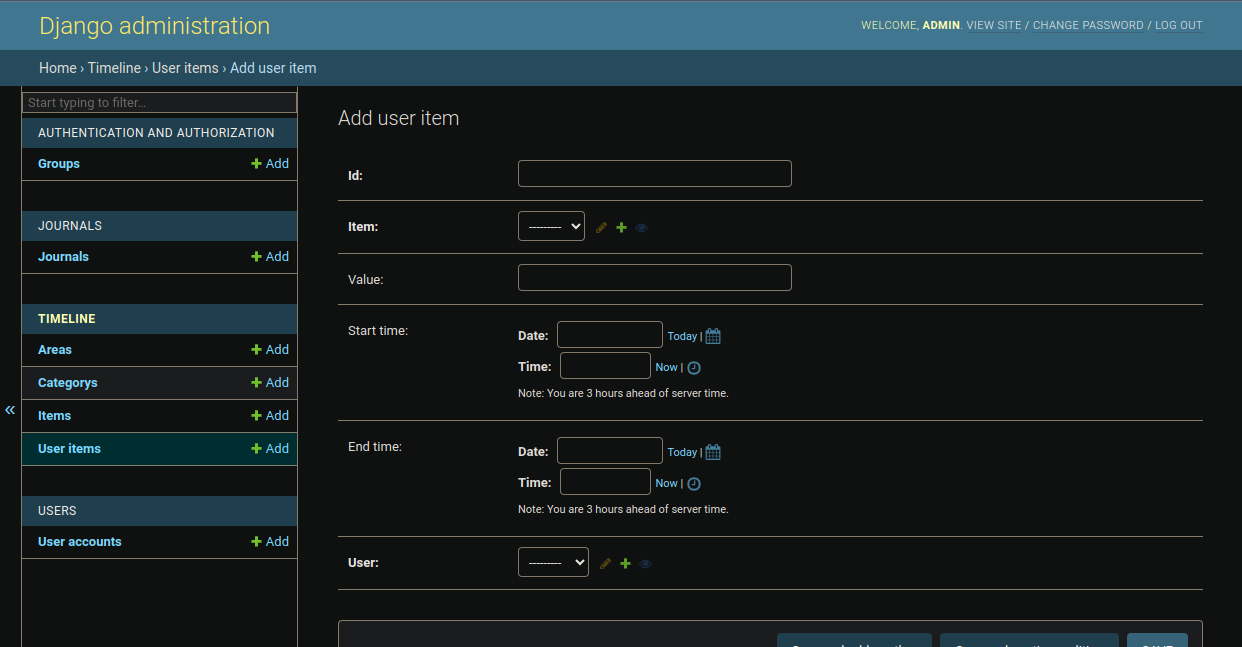 Django administration
WELCOME, ADMIN. VIEW SITE / CHANGE PASSWORD / LOG OUT
Home › Timeline › User items › Add user item
Start typing to filter...
AUTHENTICATION AND AUTHORIZATION
Groups + Add
JOURNALS
Journals + Add
TIMELINE
Areas + Add
Categorys + Add
Items + Add
User items + Add
USERS
User accounts + Add
«
Add user item
Id:
Item: ---------
Value:
Start time:
Date: Today |
Time: Now |
Note: You are 3 hours ahead of server time.
End time:
Date: Today |
Time: Now |
Note: You are 3 hours ahead of server time.
User: ---------